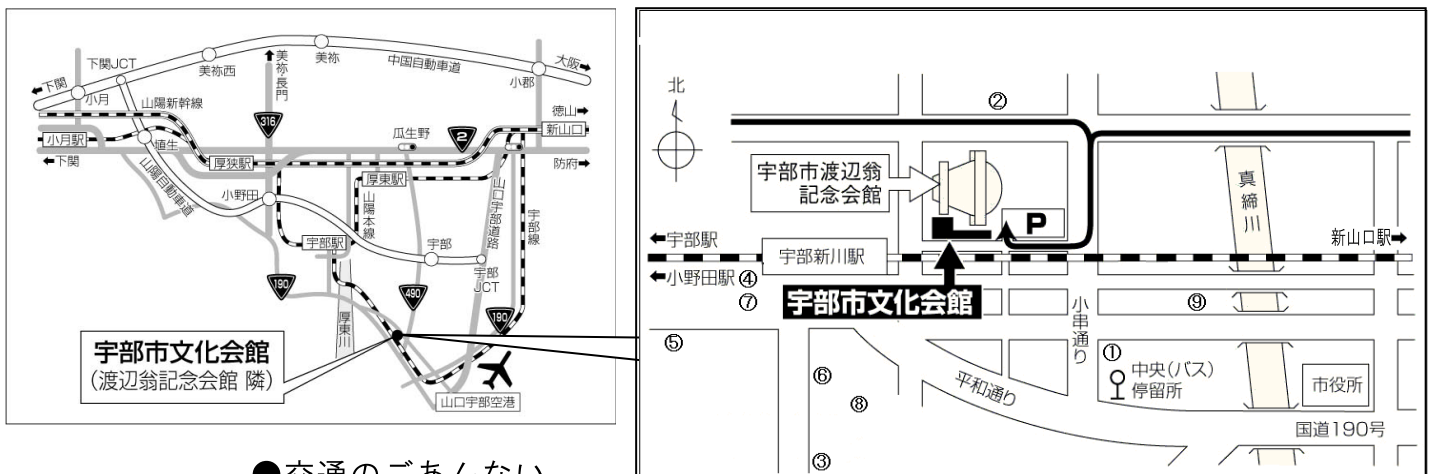 下関JCT
美祢西
美祢・長門
美祢
中国自動車道
大阪
小郡
下関
小月
山陽新幹線
316
瓜生野
2
徳山
新山口
小月駅
埴生
下関
厚狭駅
防府
山陽自動車道
厚東駅
小野田
山陽本線
山口宇部道路
宇部線
宇部駅
宇部
宇部JCT
190
490
190
厚東川
宇部市文化会館
(渡辺翁記念会館 隣)
山口宇部空港
●交通のごあんない
北
②
宇部市渡辺翁
記念会館
P
真締川
宇部駅
宇部新川駅
新山口駅
小野田駅
④
⑦
宇部市文化会館
小串通り
⑨
⑤
①
中央(バス)
停留所
市役所
⑥
平和通り
⑧
国道190号
③